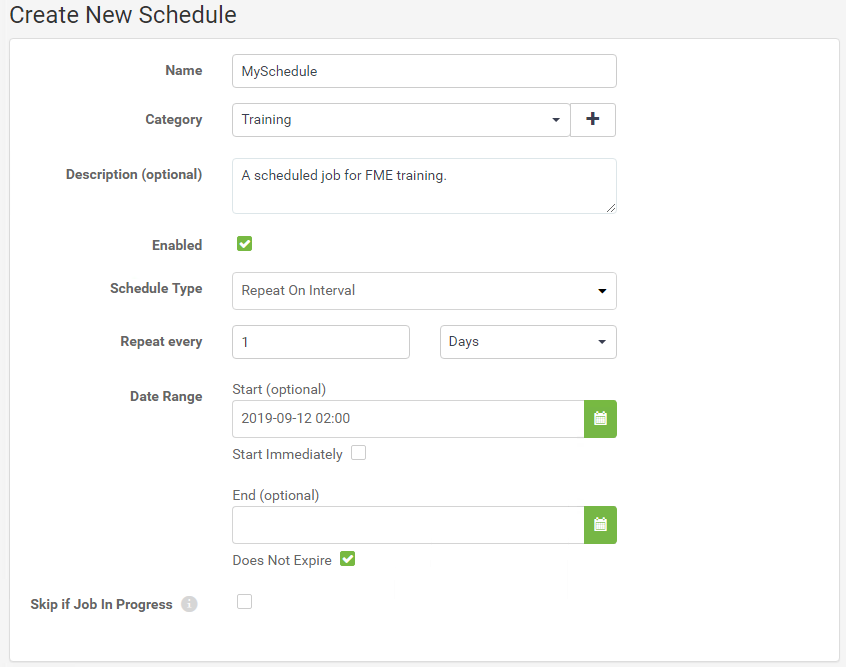 Create New Schedule
Name MySchedule
Category Training
Description (optional) A scheduled job for FME training.
Enabled
Schedule Type Repeat On Interval
Repeat every 1 Days
Date Range Start (optional)
2019-09-12 02:00
Start Immediately
End (optional)
Does Not Expire
Skip if Job In Progress i